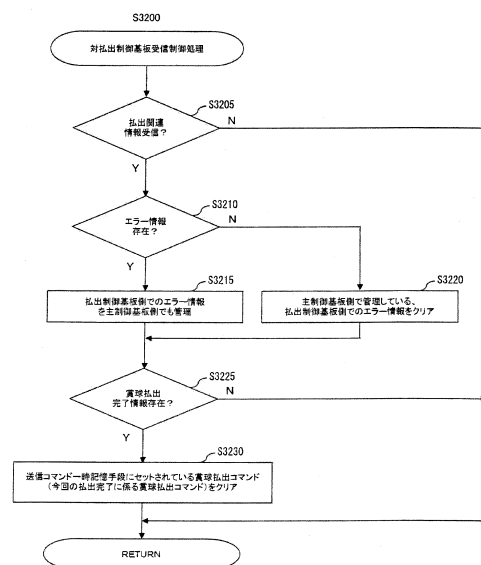 S3200
対払出制御基板受信制御処理
S3205
払出関連
情報受信？
N
Y
S3210
エラー情報
存在？
N
Y
S3215
払出制御基板側でのエラー情報
を主制御基板側でも管理
S3220
主制御基板側で管理している、
払出制御基板側でのエラー情報をクリア
S3225
賞球払出
完了情報存在？
N
Y
S3230
送信コマンド一時記憶手段にセットされている賞球払出コマンド
（今回の払出完了に係る賞球払出コマンド）をクリア
RETURN